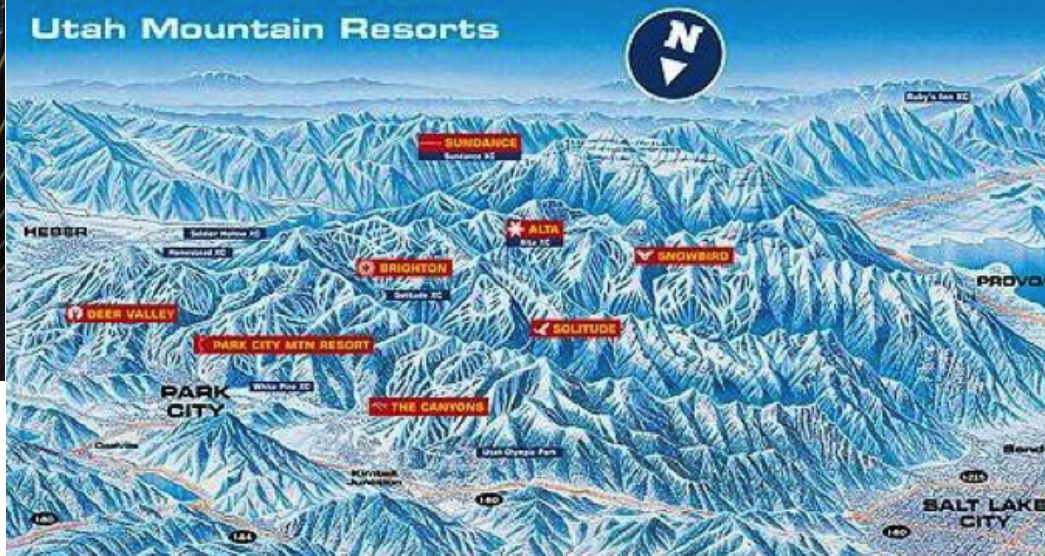 Utah Mountain Resorts
N
Ruby's Inn XC
SUNDANCE
Sundance XC
HEBER
Soldier Hollow XC
Homestead XC
ALTA
Alta XC
SNOWBIRD
BRIGHTON
Solitude XC
PROVO
DEER VALLEY
SOLITUDE
PARK CITY MTN RESORT
White Pine XC
PARK
CITY
THE CANYONS
Oakley
Utah Olympic Park
Sand
Kimball
Junction
I-215
I-80
SALT LAKE
CITY
I-80
I-84
I-80